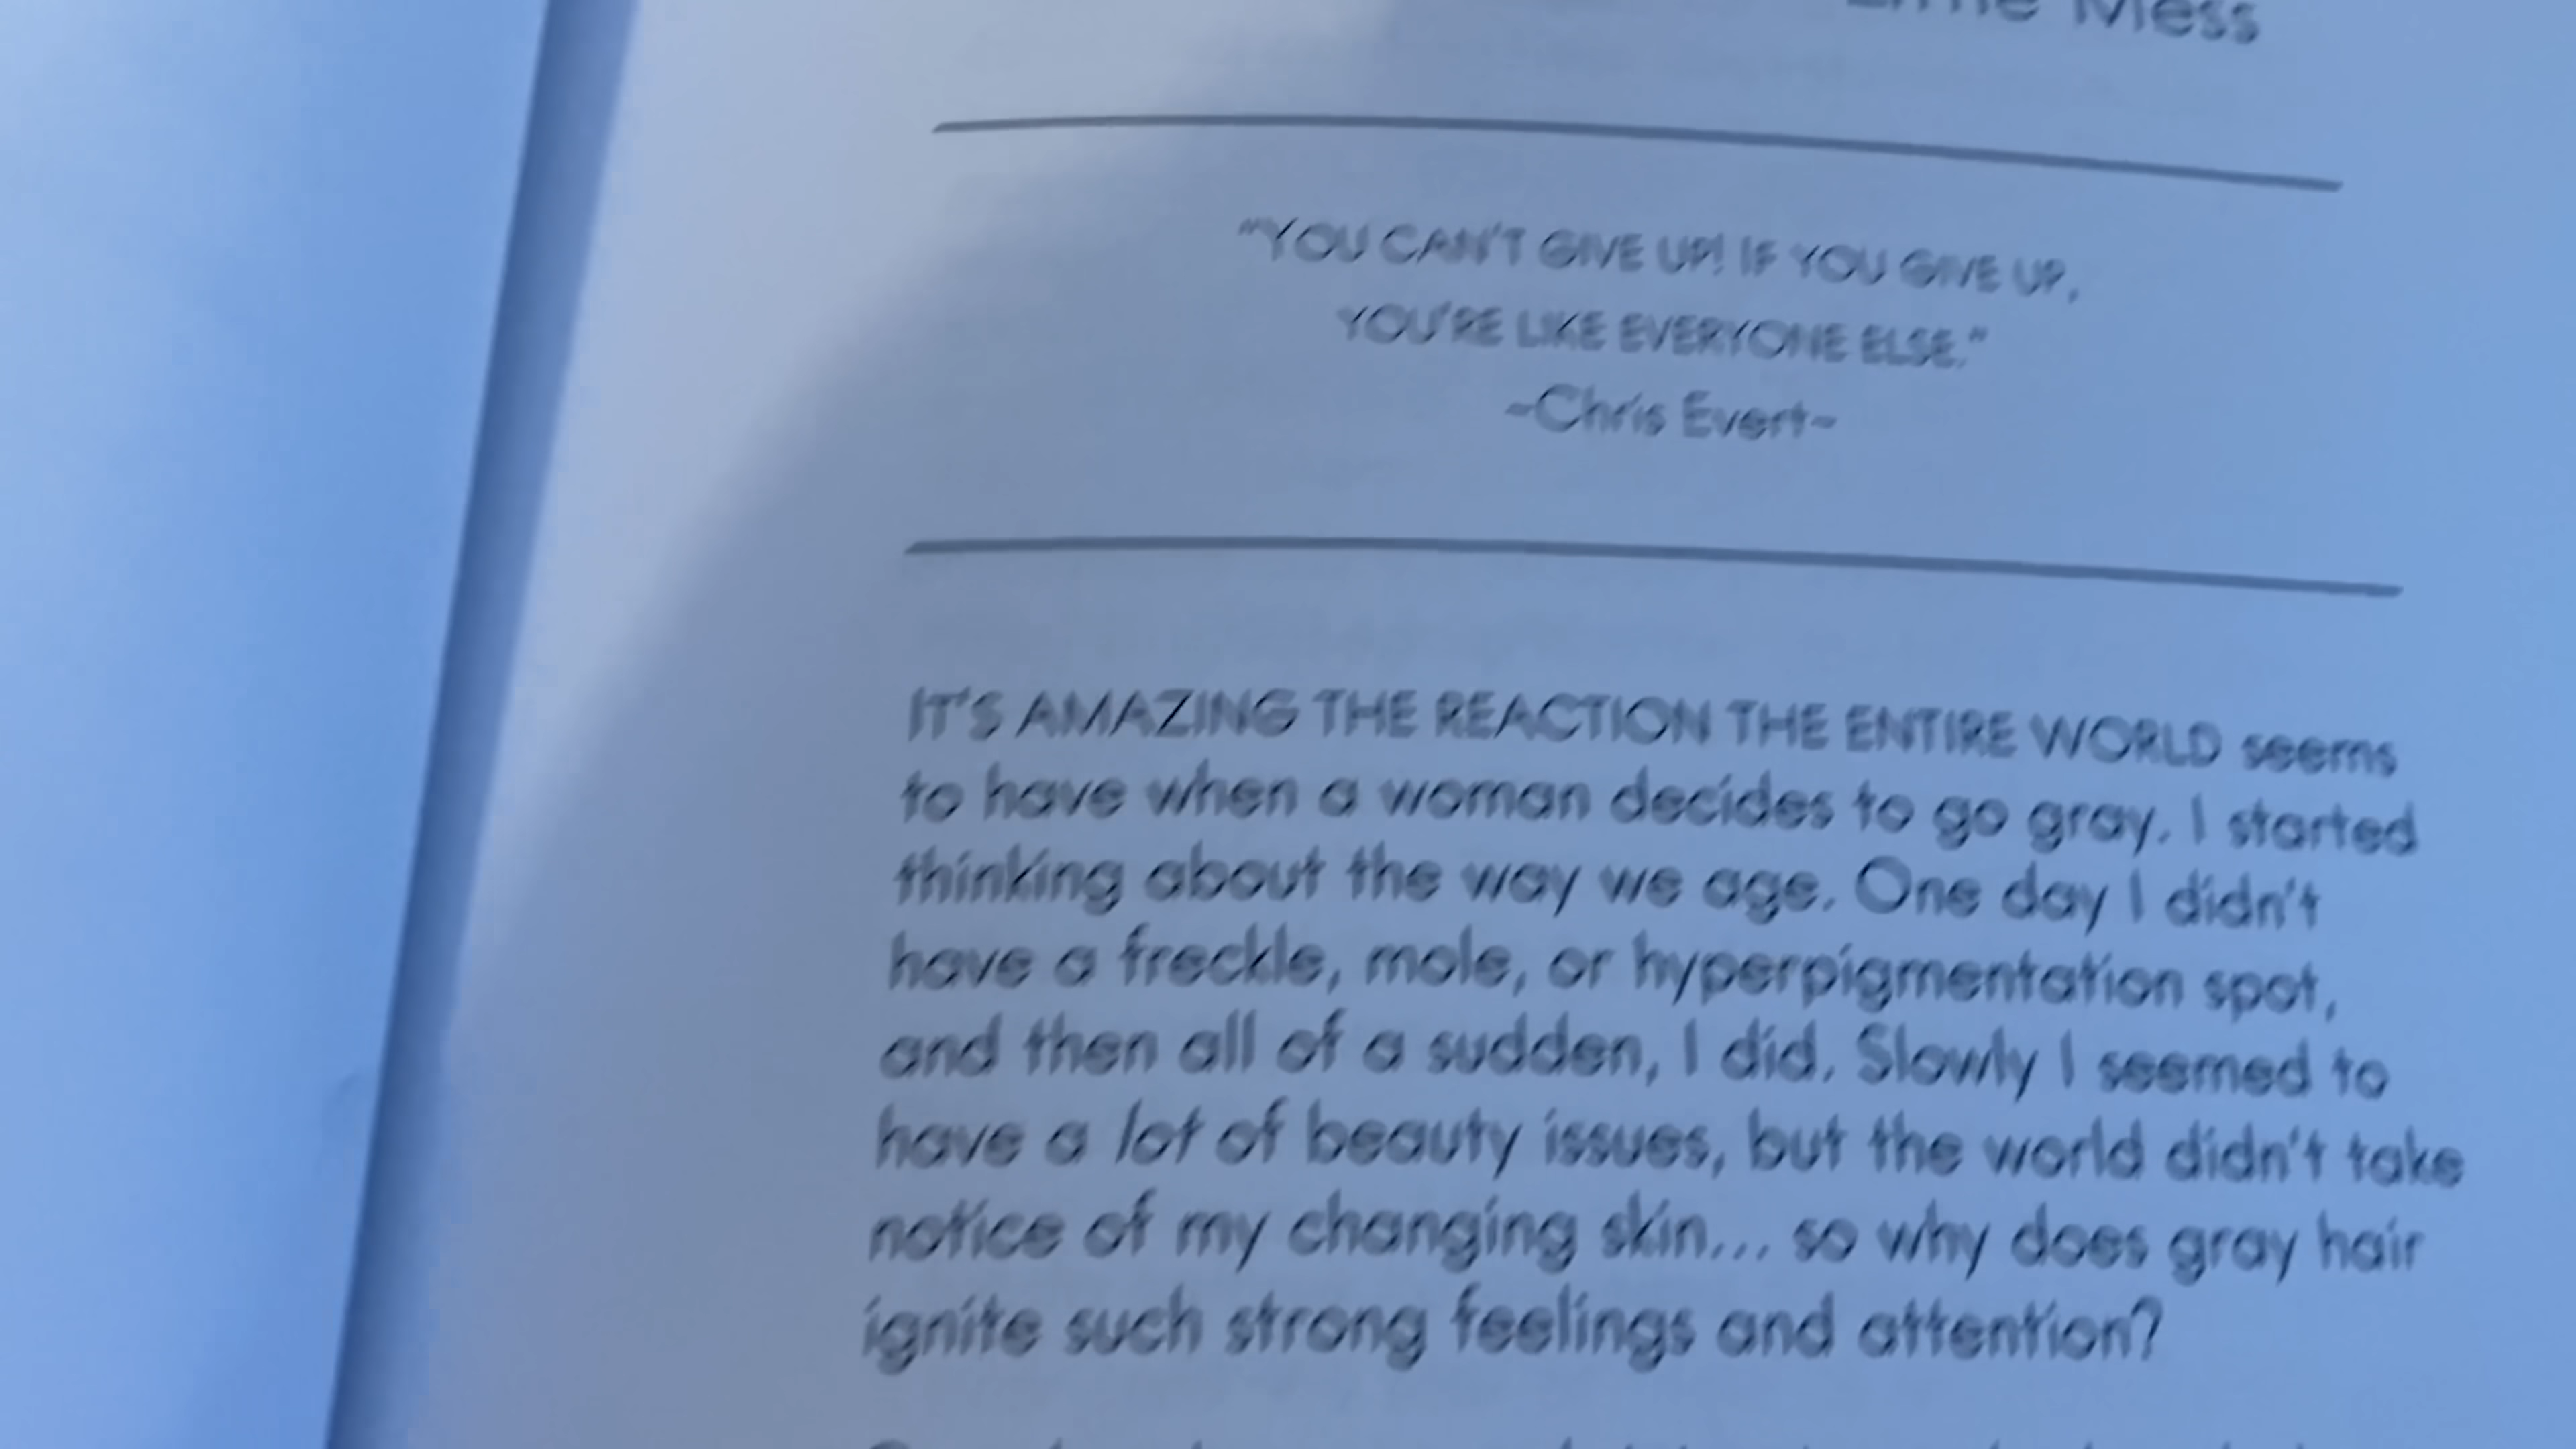 Mess
"YOU CAN'T GIVE UP! IF YOU GIVE UP,
YOU'RE LIKE EVERYONE ELSE."
~Chris Evert~
IT'S AMAZING THE REACTION THE ENTIRE WORLD seems
to have when a woman decides to go gray. I started
thinking about the way we age. One day I didn't
have a freckle, mole, or hyperpigmentation spot,
and then all of a sudden, I did. Slowly I seemed to
have a lot of beauty issues, but the world didn't take
notice of my changing skin... so why does gray hair
ignite such strong feelings and attention?